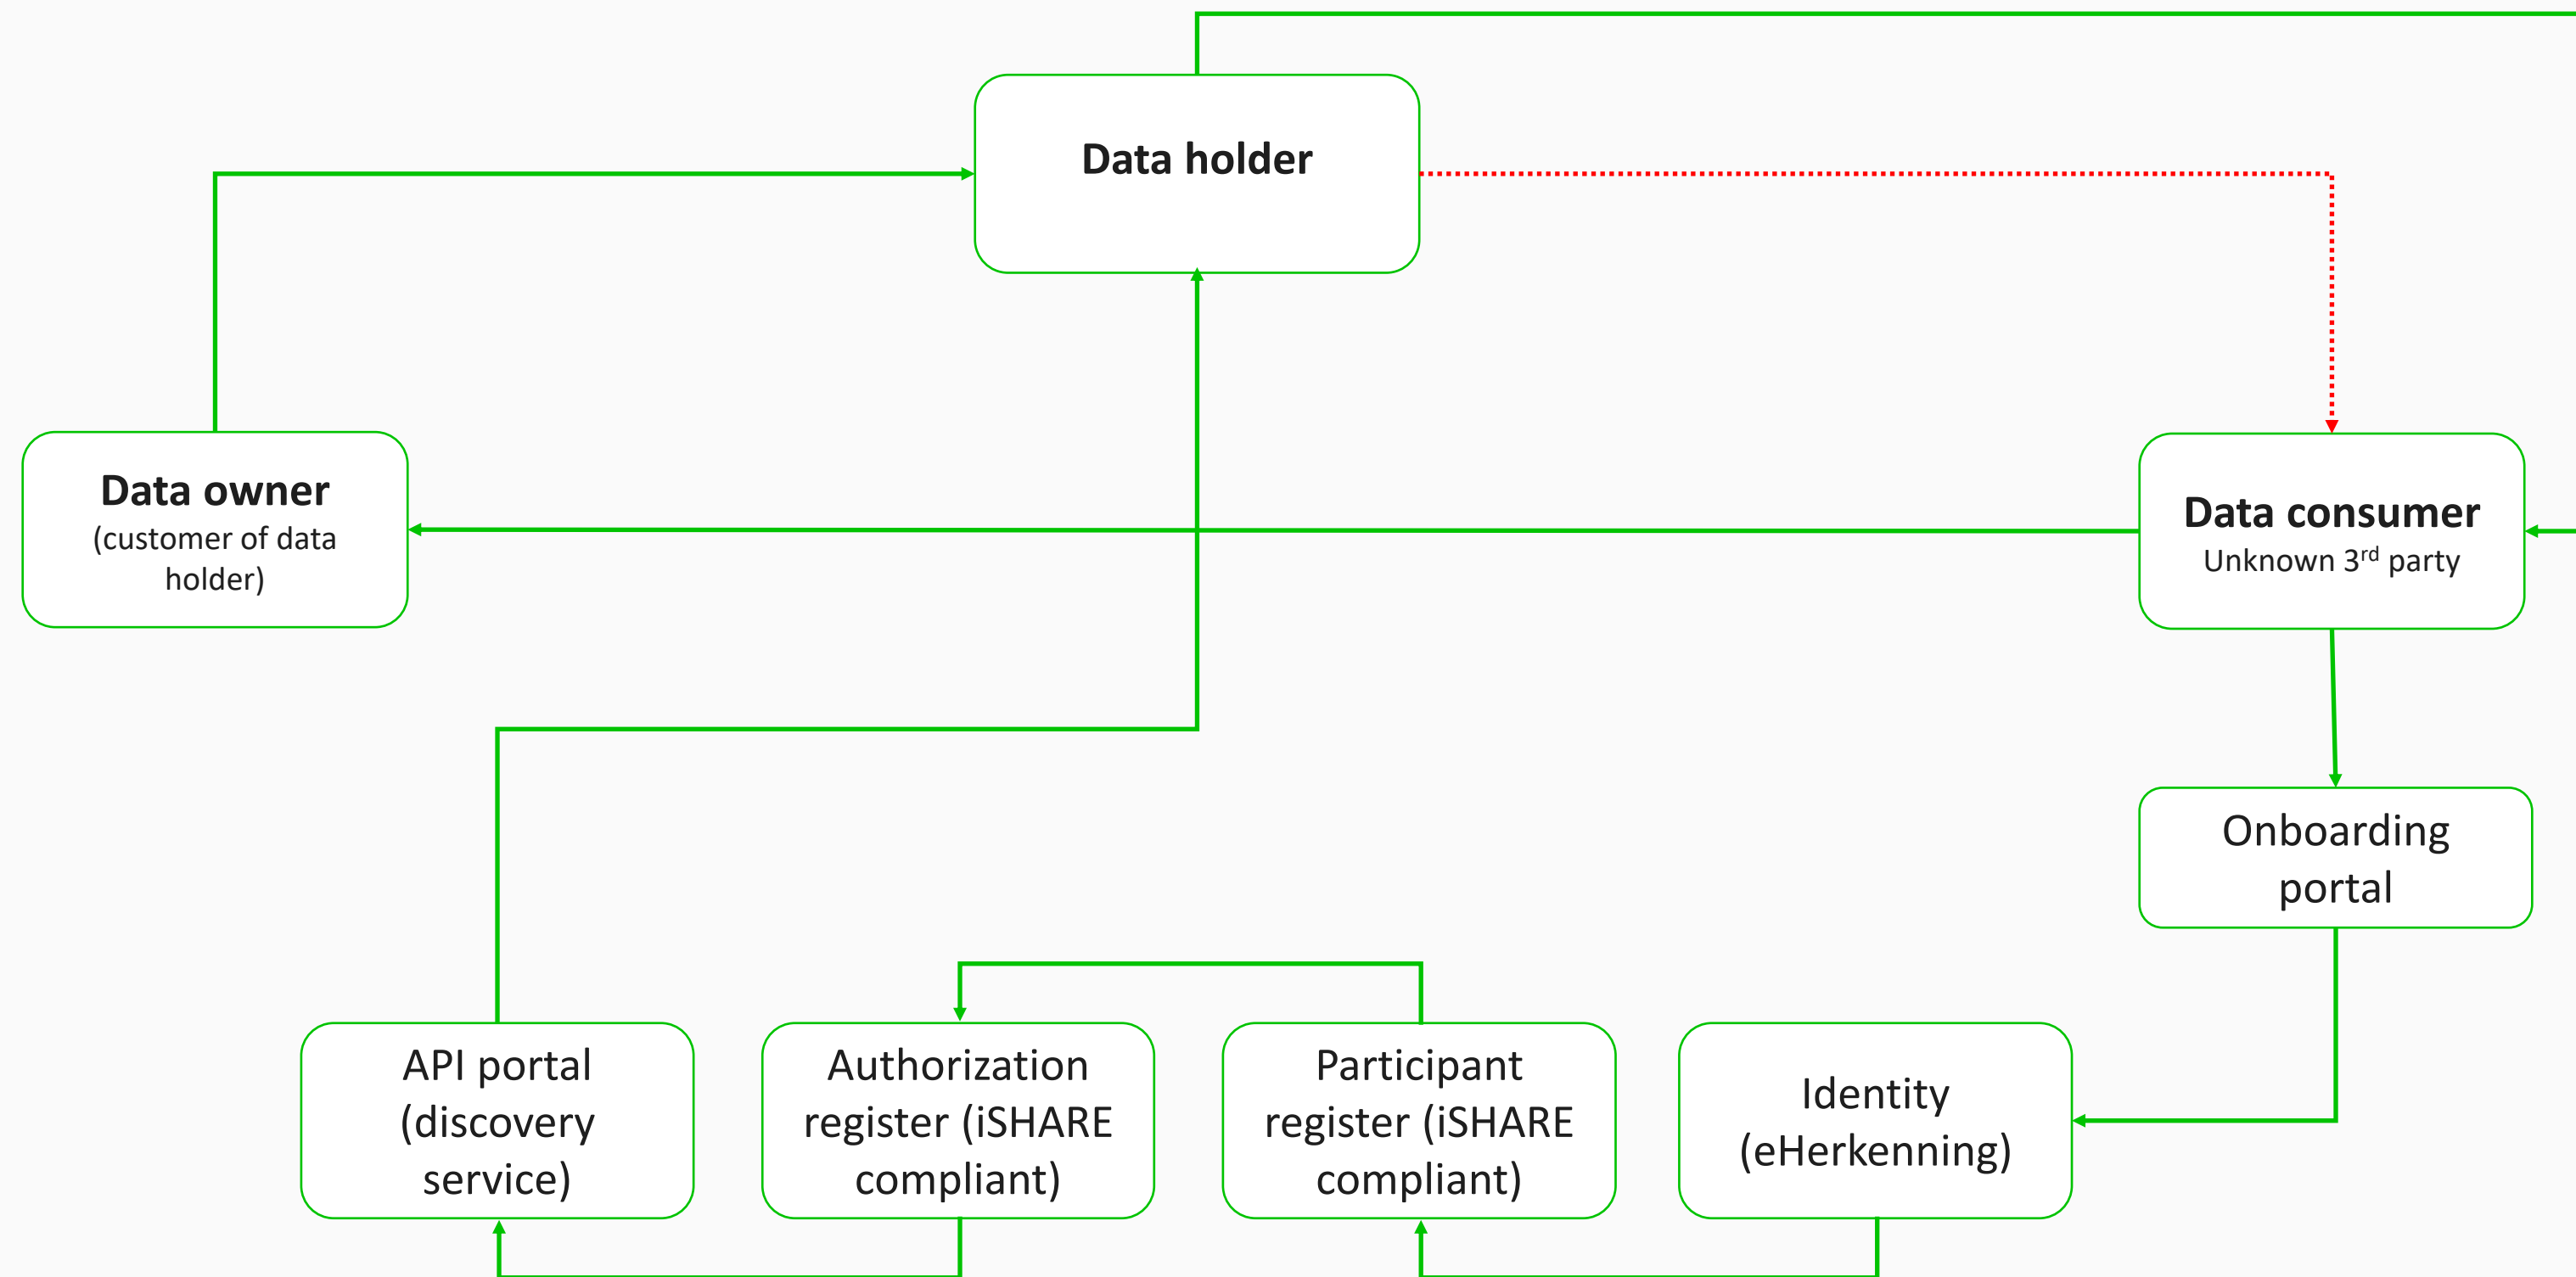 Data holder
Data owner
(customer of data
holder)
Data consumer
Unknown 3rd party
Onboarding
portal
API portal
(discovery
service)
Authorization
register (iSHARE
compliant)
Participant
register (iSHARE
compliant)
Identity
(eHerkenning)